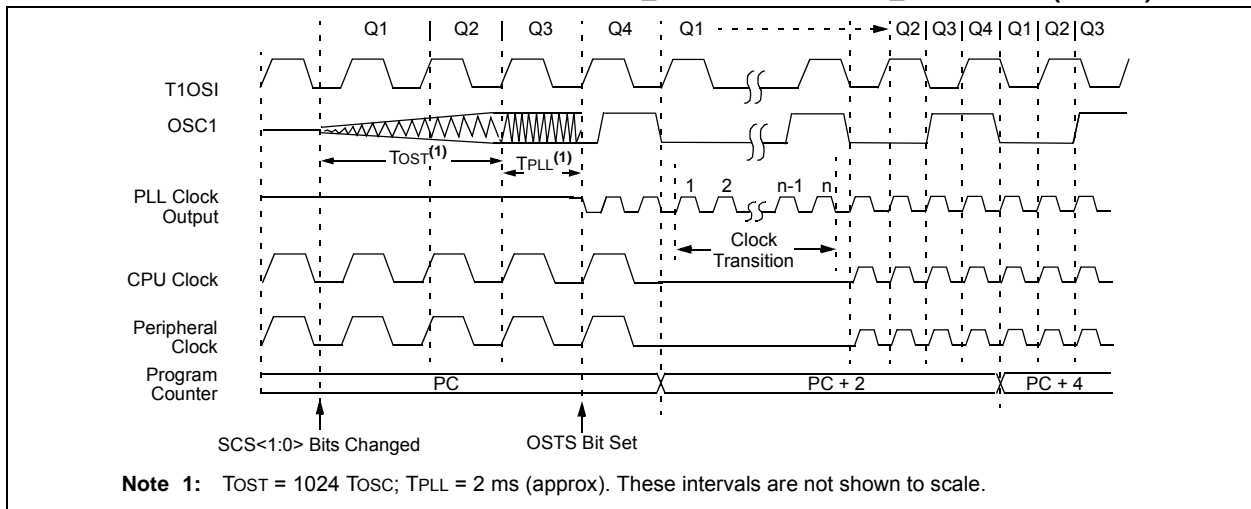 Q1 Q2 Q3 Q4 Q1 Q2 Q3 Q4 Q1 Q2 Q3
T1OSI
OSC1
TOST(1)
TPLL(1)
1 2 n-1 n
PLL Clock
Output
Clock
Transition
CPU Clock
Peripheral
Clock
Program
Counter
PC PC + 2 PC + 4
SCS<1:0> Bits Changed OSTS Bit Set
Note 1: TOST = 1024 TOSC; TPLL = 2 ms (approx). These intervals are not shown to scale.